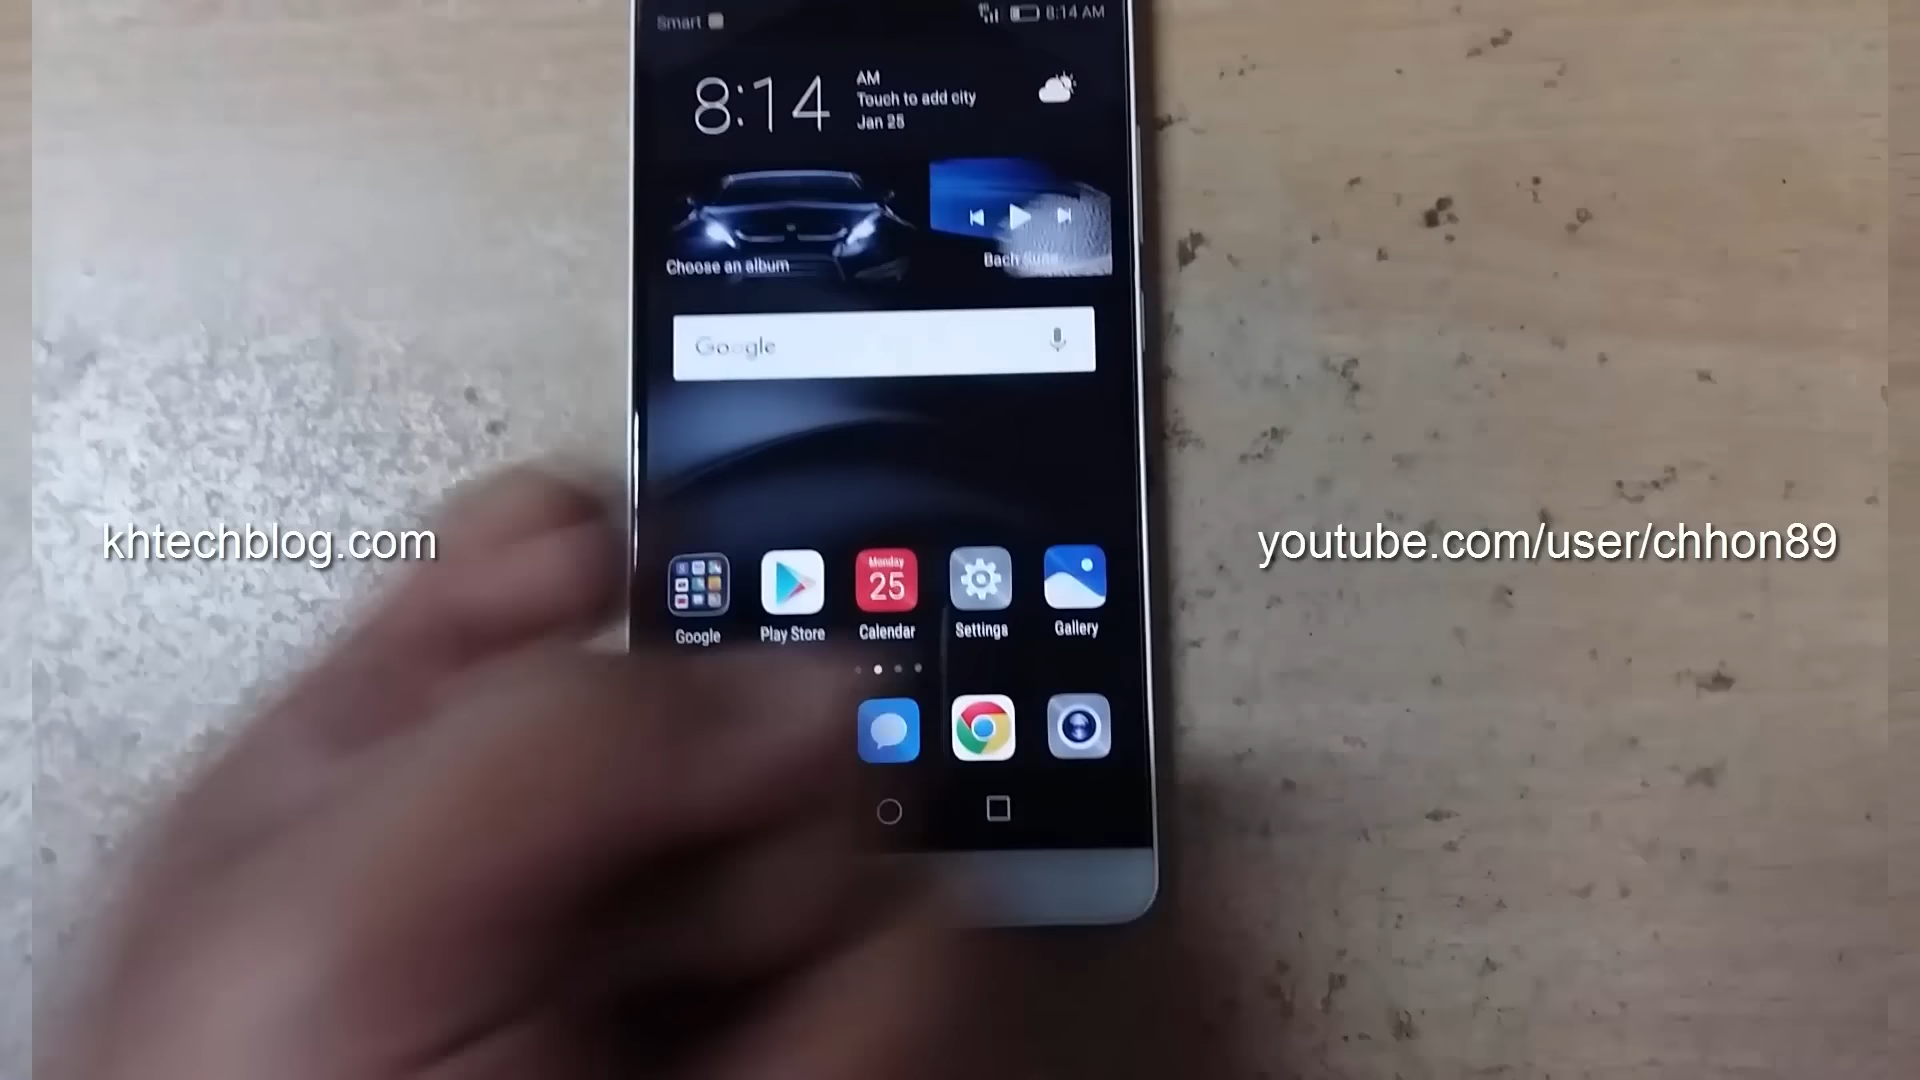 Smart
8:14 AM
8:14
AM
Touch to add city
Jan 25
Choose an album
Bach
Google
Monday
25
Google
Play Store
Calendar
Settings
Gallery
khtechblog.com
youtube.com/user/chhon89